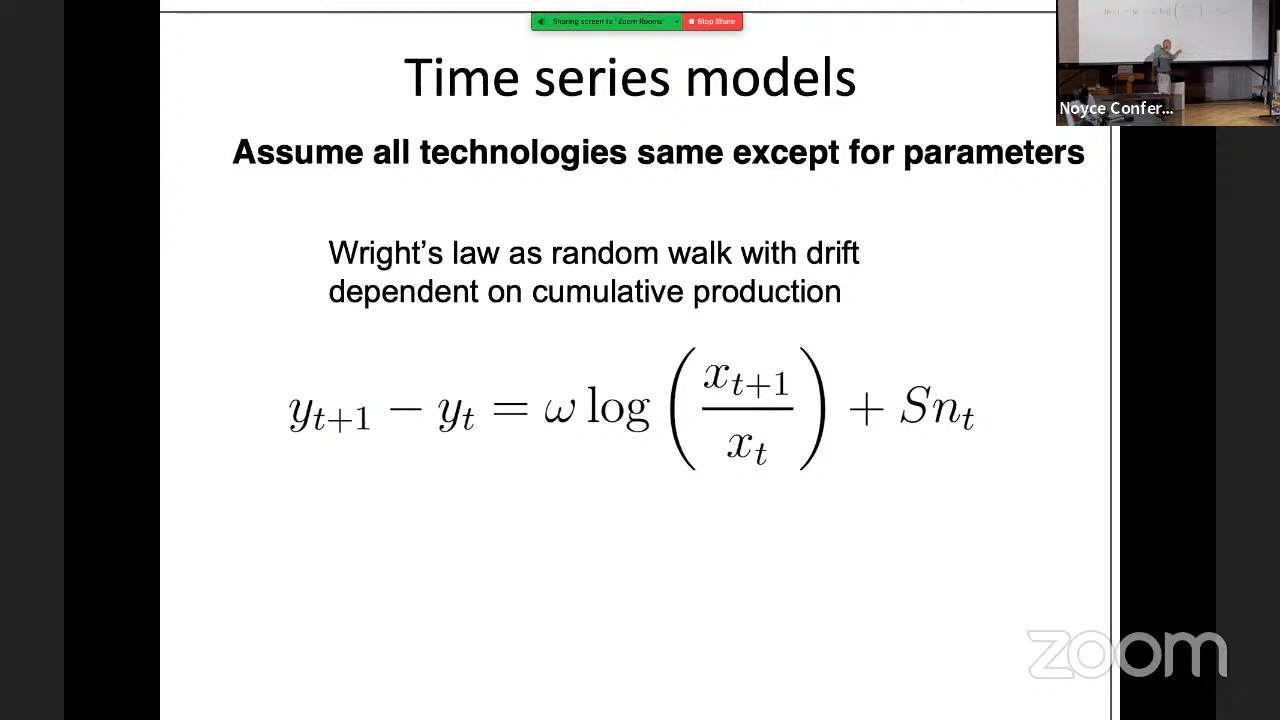 Sharing screen to "Zoom Rooms"
Stop Share
Time series models
Noyce Confer...
Assume all technologies same except for parameters
Wright's law as random walk with drift
dependent on cumulative production
y_{t+1} − y_t = ω log(x_{t+1}/x_t) + Sn_t
zoom